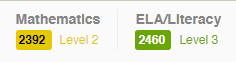 Mathematics ELA/Literacy
2392 Level 2 2460 Level 3